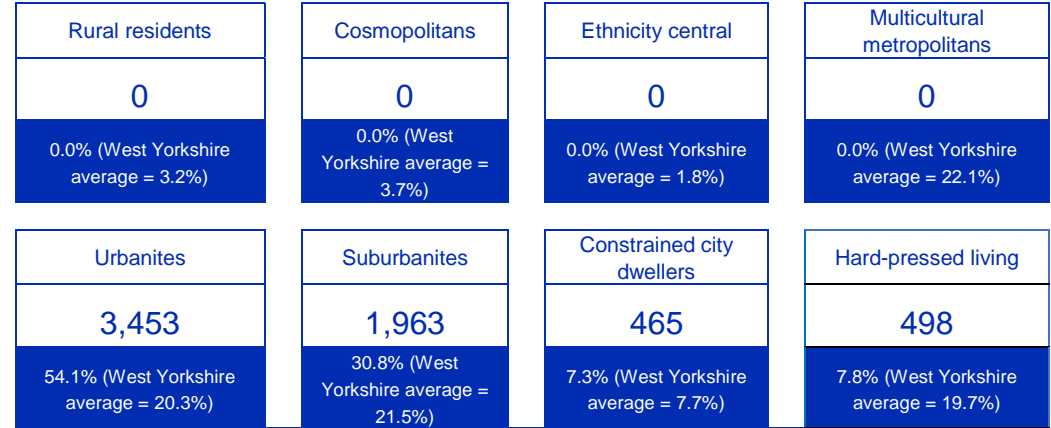 Rural residents
0
0.0% (West Yorkshire
average = 3.2%)
Cosmopolitans
0
0.0% (West
Yorkshire average =
3.7%)
Ethnicity central
0
0.0% (West Yorkshire
average = 1.8%)
Multicultural
metropolitans
0
0.0% (West Yorkshire
average = 22.1%)
Urbanites
3,453
54.1% (West Yorkshire
average = 20.3%)
Suburbanites
1,963
30.8% (West
Yorkshire average =
21.5%)
Constrained city
dwellers
465
7.3% (West Yorkshire
average = 7.7%)
Hard-pressed living
498
7.8% (West Yorkshire
average = 19.7%)